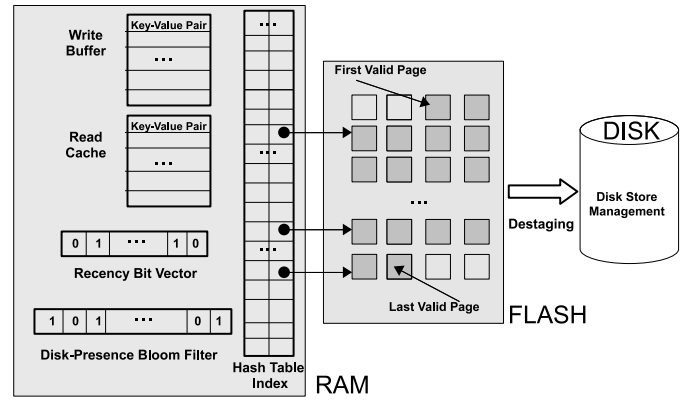 Write
Buffer
Key-Value Pair
...
Read
Cache
Key-Value Pair
...
0 1 ... 1 0
Recency Bit Vector
1 0 1 ... 0 1
Disk-Presence Bloom Filter
...
...
...
Hash Table
Index
RAM
First Valid Page
...
Last Valid Page
FLASH
Destaging
DISK
Disk Store
Management